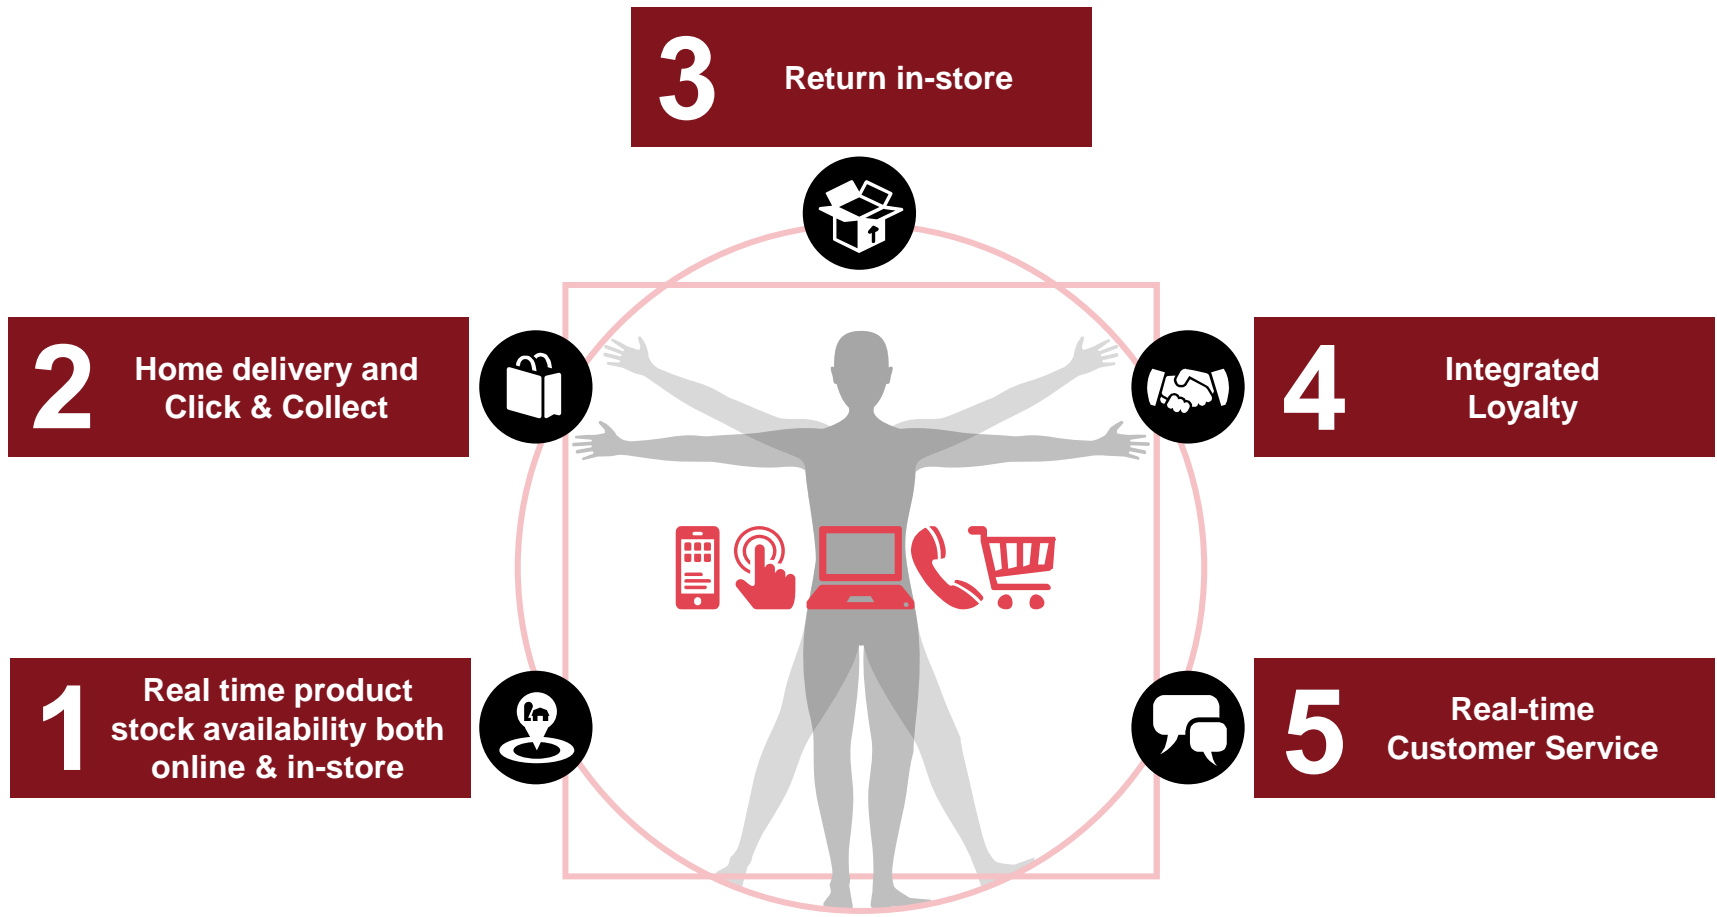 3
Return in-store
2
Home delivery and
Click & Collect
4
Integrated
Loyalty
1
Real time product
stock availability both
online & in-store
5
Real-time
Customer Service